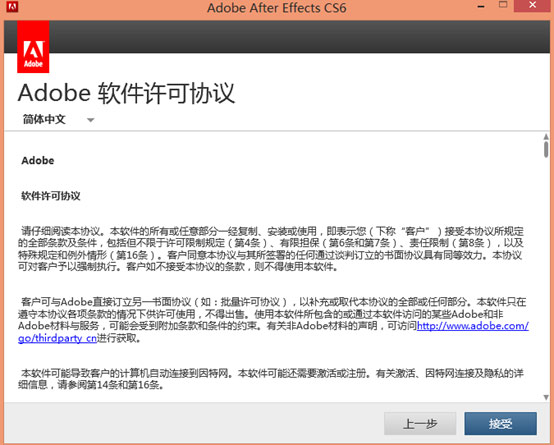 Adobe After Effects CS6
Adobe
Adobe 软件许可协议
简体中文
Adobe
软件许可协议
请仔细阅读本协议。本软件的所有或任意部分一经复制、安装或使用，即表示您（下称“客户”）接受本协议所规定
的全部条款及条件，包括但不限于许可限制规定（第4条）、有限担保（第6条和第7条）、责任限制（第8条），以及
特殊规定和例外情形（第16条）。客户同意本协议与其所签署的任何通过谈判订立的书面协议具有同等效力。本协议
可对客户予以强制执行。客户如不接受本协议的条款，则不得使用本软件。
客户可与Adobe直接订立另一书面协议（如：批量许可协议），以补充或取代本协议的全部或任何部分。本软件只在
遵守本协议各项条款的情况下供许可使用，不得出售。使用本软件所包含的或通过本软件访问的某些Adobe和非
Adobe材料与服务，可能会受到附加条款和条件的约束。有关非Adobe材料的声明，可访问http://www.adobe.com/
go/thirdparty_cn进行获取。
本软件可能导致客户的计算机自动连接到因特网。本软件可能还需要激活或注册。有关激活、因特网连接及隐私的详
细信息，请参阅第14条和第16条。
上一步
接受